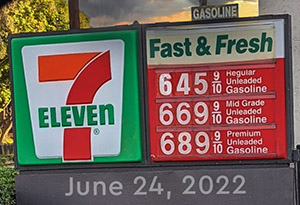 GASOLINE
7
ELEVEN
®
Fast & Fresh
645 9/10 Regular Unleaded Gasoline
669 9/10 Mid Grade Unleaded Gasoline
689 9/10 Premium Unleaded Gasoline
June 24, 2022